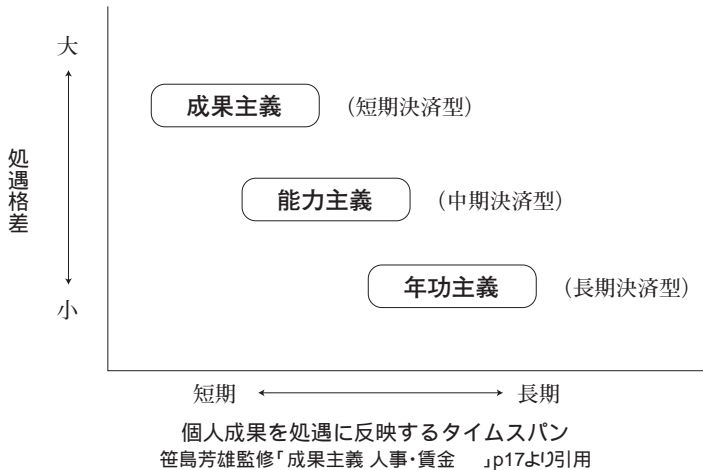 大
成果主義 (短期決済型)
処遇格差
能力主義 (中期決済型)
年功主義 (長期決済型)
小
短期 長期
個人成果を処遇に反映するタイムスパン
笹島芳雄監修「成果主義 人事・賃金 」p17より引用